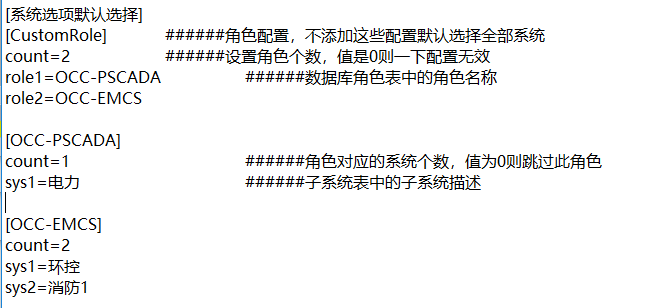 [系统选项默认选择]
[CustomRole] ######角色配置，不添加这些配置默认选择全部系统
count=2 ######设置角色个数，值是0则一下配置无效
role1=OCC-PSCADA ######数据库角色表中的角色名称
role2=OCC-EMCS
[OCC-PSCADA]
count=1 ######角色对应的系统个数，值为0则跳过此角色
sys1=电力 ######子系统表中的子系统描述
[OCC-EMCS]
count=2
sys1=环控
sys2=消防1